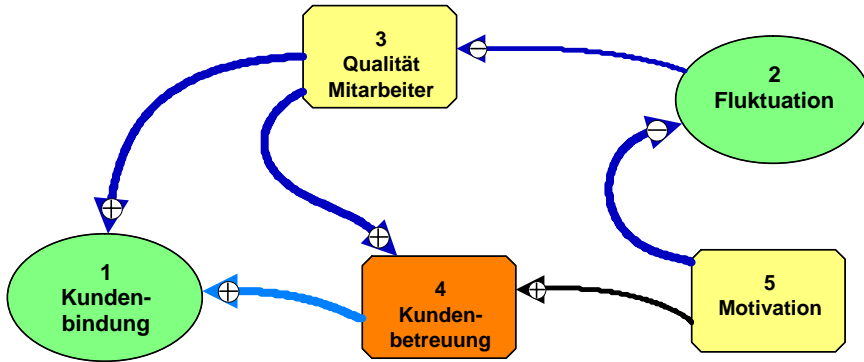 3
Qualität
Mitarbeiter
2
Fluktuation
1
Kunden-
bindung
4
Kunden-
betreuung
5
Motivation